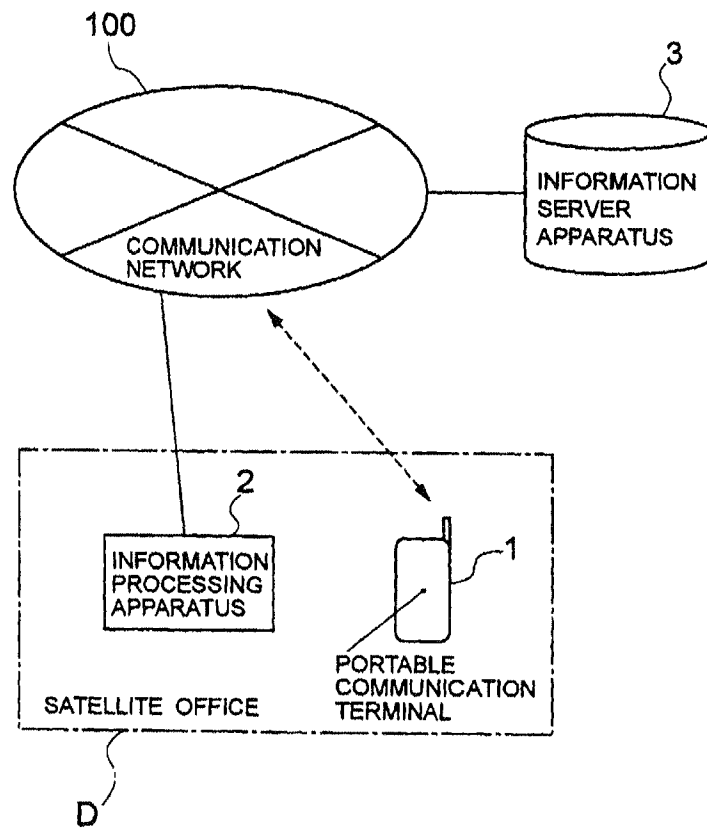 100
3
COMMUNICATION
NETWORK
INFORMATION
SERVER
APPARATUS
2
INFORMATION
PROCESSING
APPARATUS
1
PORTABLE
COMMUNICATION
TERMINAL
SATELLITE OFFICE
D